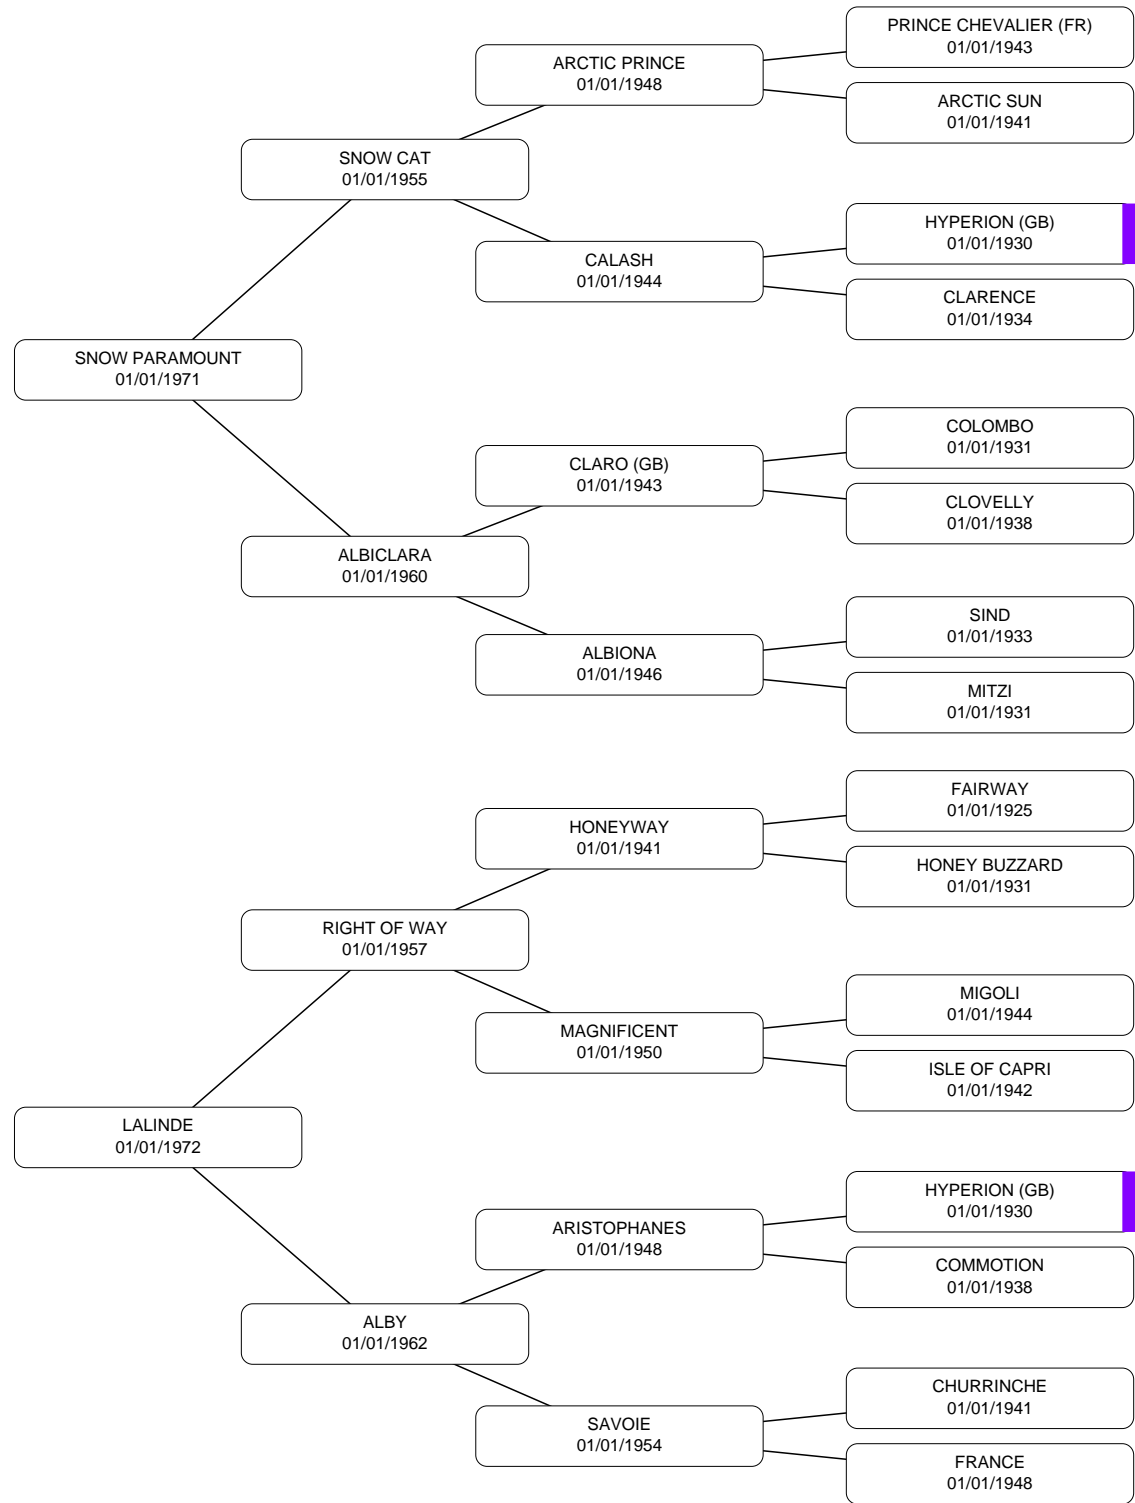 PRINCE CHEVALIER (FR)
01/01/1943
ARCTIC PRINCE
01/01/1948
ARCTIC SUN
01/01/1941
SNOW CAT
01/01/1955
HYPERION (GB)
01/01/1930
CALASH
01/01/1944
CLARENCE
01/01/1934
SNOW PARAMOUNT
01/01/1971
COLOMBO
01/01/1931
CLARO (GB)
01/01/1943
CLOVELLY
01/01/1938
ALBICLARA
01/01/1960
SIND
01/01/1933
ALBIONA
01/01/1946
MITZI
01/01/1931
FAIRWAY
01/01/1925
HONEYWAY
01/01/1941
HONEY BUZZARD
01/01/1931
RIGHT OF WAY
01/01/1957
MIGOLI
01/01/1944
MAGNIFICENT
01/01/1950
ISLE OF CAPRI
01/01/1942
LALINDE
01/01/1972
HYPERION (GB)
01/01/1930
ARISTOPHANES
01/01/1948
COMMOTION
01/01/1938
ALBY
01/01/1962
CHURRINCHE
01/01/1941
SAVOIE
01/01/1954
FRANCE
01/01/1948